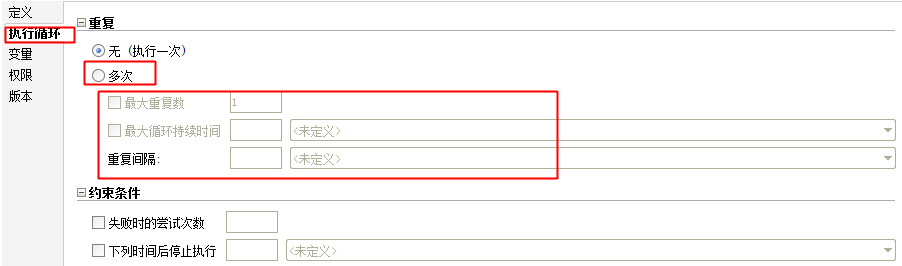 定义
执行循环
变量
权限
版本
重复
无（执行一次）
多次
最大重复数 1
最大循环持续时间 <未定义>
重复间隔: <未定义>
约束条件
失败时的尝试次数
下列时间后停止执行 <未定义>